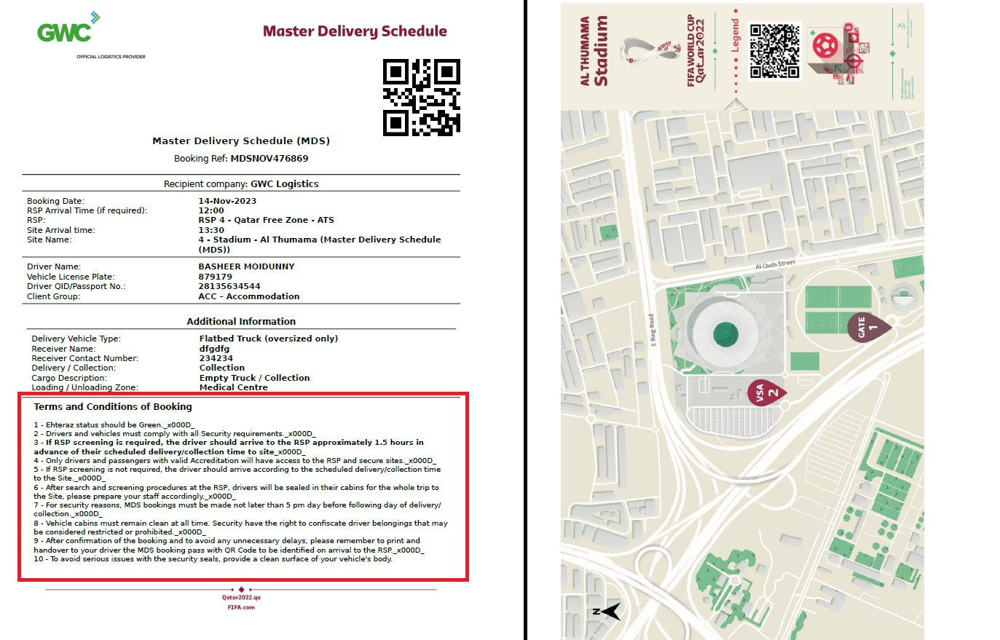 GWC
OFFICIAL LOGISTICS PROVIDER
Master Delivery Schedule
Master Delivery Schedule (MDS)
Booking Ref: MDSNOV476869
Recipient company: GWC Logistics
Booking Date: 14-Nov-2023
RSP Arrival Time (if required): 12:00
RSP: RSP 4 - Qatar Free Zone - ATS
Site Arrival time: 13:30
Site Name: 4 - Stadium - Al Thumama (Master Delivery Schedule
(MDS))
Driver Name: BASHEER MOIDUNNY
Vehicle License Plate: 879179
Driver QID/Passport No.: 28135634544
Client Group: ACC – Accommodation
Additional Information
Delivery Vehicle Type: Flatbed Truck (oversized only)
Receiver Name: dfgdfg
Receiver Contact Number: 234234
Delivery / Collection: Collection
Cargo Description: Empty Truck / Collection
Loading / Unloading Zone: Medical Centre
Terms and Conditions of Booking
1 - Ehteraz status should be Green._x000D_
2 - Drivers and vehicles must comply with all Security requirements._x000D_
3 - If RSP screening is required, the driver should arrive to the RSP approximately 1.5 hours in
advance of their scheduled delivery/collection time to site_x000D_
4 - Only drivers and passengers with valid Accreditation will have access to the RSP and secure sites._x000D_
5 - If RSP screening is not required, the driver should arrive according to the scheduled delivery/collection time
to the Site._x000D_
6 - After search and screening procedures at the RSP, drivers will be sealed in their cabins for the whole trip to
the Site, please prepare your staff accordingly._x000D_
7 - For security reasons, MDS bookings must be made not later than 5 pm day before following day of delivery/
collection._x000D_
8 - Vehicle cabins must remain clean at all time. Security have the right to confiscate driver belongings that may
be considered restricted or prohibited._x000D_
9 - After confirmation of the booking and to avoid any unnecessary delays, please remember to print and
handover to your driver the MDS booking pass with QR Code to be identified on arrival to the RSP._x000D_
10 - To avoid serious issues with the security seals, provide a clean surface of your vehicle's body.
Qatar2022.qa
FIFA.com
AL THUMAMA
Stadium
FIFA WORLD CUP
Qatar2022
Legend
Al Quds Street
E Ring Road
GATE
1
VSA
2
N